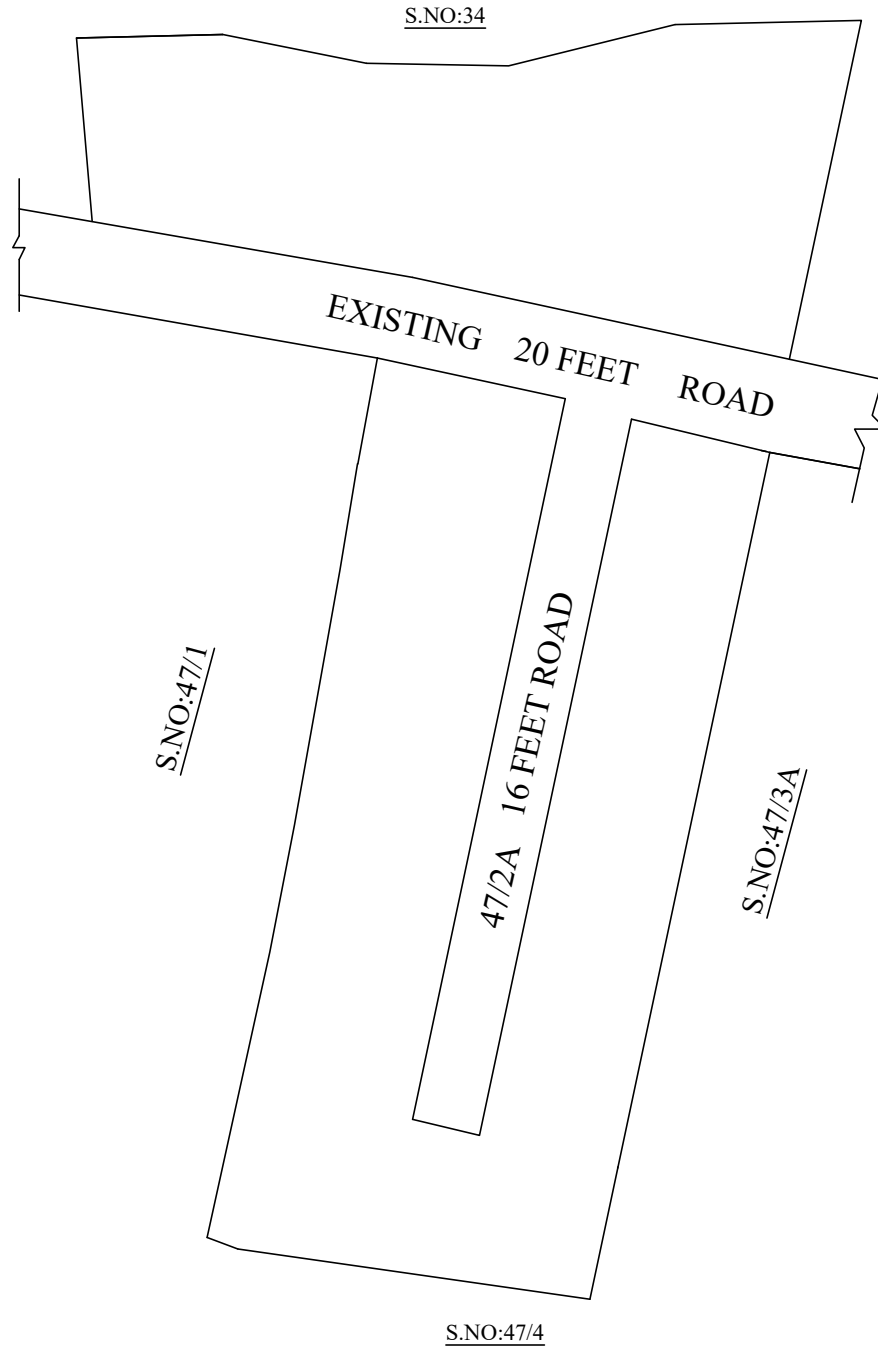 S.NO:34
EXISTING 20 FEET ROAD
S.NO:47/1
47/2A 16 FEET ROAD
S.NO:47/3A
S.NO:47/4